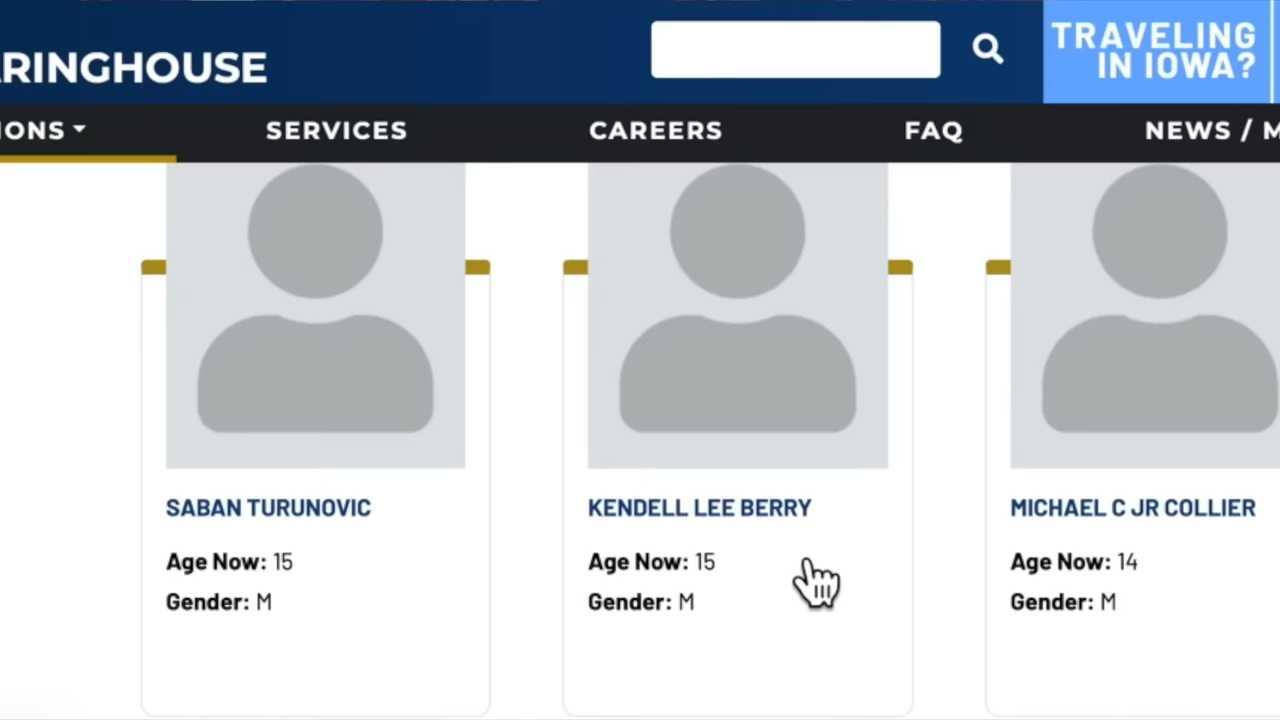 ARINGHOUSE
TRAVELING
IN IOWA?
IONS
SERVICES
CAREERS
FAQ
NEWS / M
SABAN TURUNOVIC
Age Now: 15
Gender: M
KENDELL LEE BERRY
Age Now: 15
Gender: M
MICHAEL C JR COLLIER
Age Now: 14
Gender: M